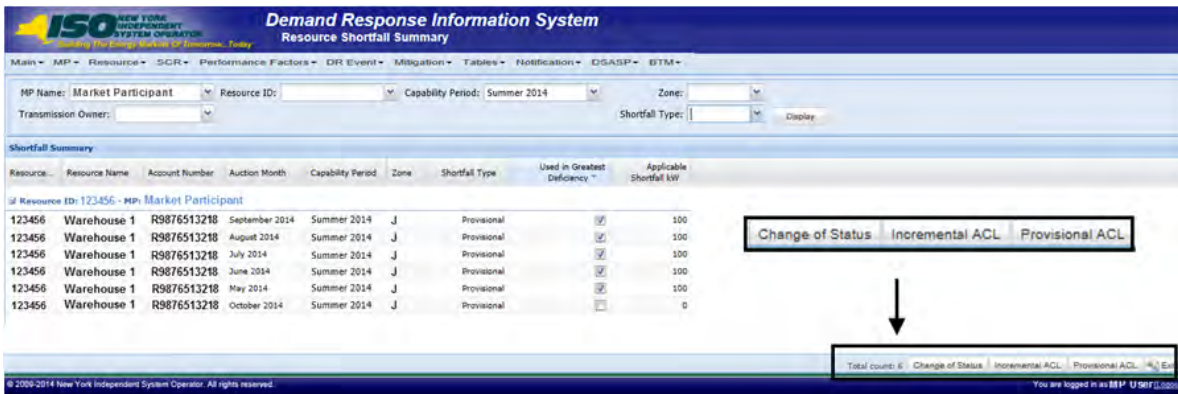 NEW YORK
INDEPENDENT
SYSTEM OPERATOR
ISO
Building The Energy Markets Of Tomorrow...Today
Demand Response Information System
Resource Shortfall Summary
Main MP Resource SCR Performance Factors DR Event Mitigation Tables Notification DSASP BTM
MP Name: Market Participant Resource ID: Capability Period: Summer 2014 Zone:
Transmission Owner: Shortfall Type: Display
Shortfall Summary
Resource... Resource Name Account Number Auction Month Capability Period Zone Shortfall Type Used in Greatest Deficiency Applicable Shortfall kW
Resource ID: 123456 - MP: Market Participant
123456 Warehouse 1 R9876513218 September 2014 Summer 2014 J Provisional 100
123456 Warehouse 1 R9876513218 August 2014 Summer 2014 J Provisional 100
123456 Warehouse 1 R9876513218 July 2014 Summer 2014 J Provisional 100
123456 Warehouse 1 R9876513218 June 2014 Summer 2014 J Provisional 100
123456 Warehouse 1 R9876513218 May 2014 Summer 2014 J Provisional 100
123456 Warehouse 1 R9876513218 October 2014 Summer 2014 J Provisional 0
Change of Status Incremental ACL Provisional ACL
Total count: 6 Change of Status Incremental ACL Provisional ACL
© 2009-2014 New York Independent System Operator. All rights reserved. You are logged in as MP User